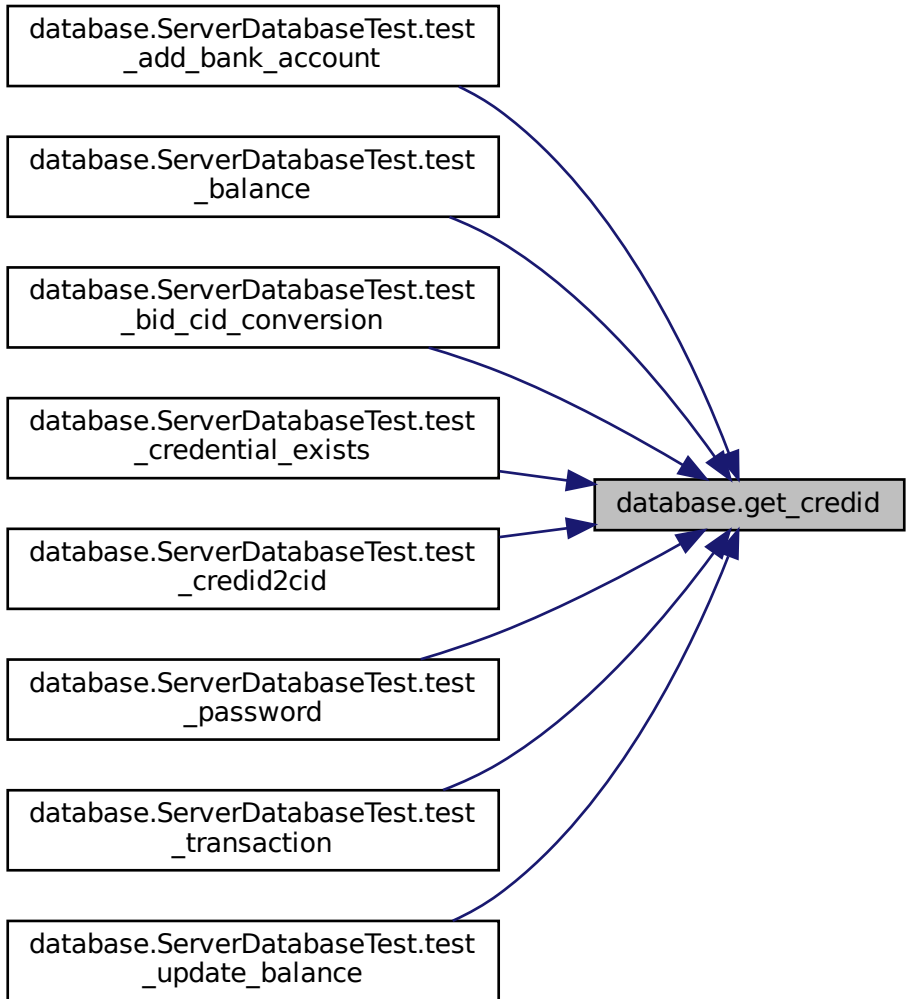 database.ServerDatabaseTest.test
_add_bank_account
database.ServerDatabaseTest.test
_balance
database.ServerDatabaseTest.test
_bid_cid_conversion
database.ServerDatabaseTest.test
_credential_exists
database.get_credid
database.ServerDatabaseTest.test
_credid2cid
database.ServerDatabaseTest.test
_password
database.ServerDatabaseTest.test
_transaction
database.ServerDatabaseTest.test
_update_balance